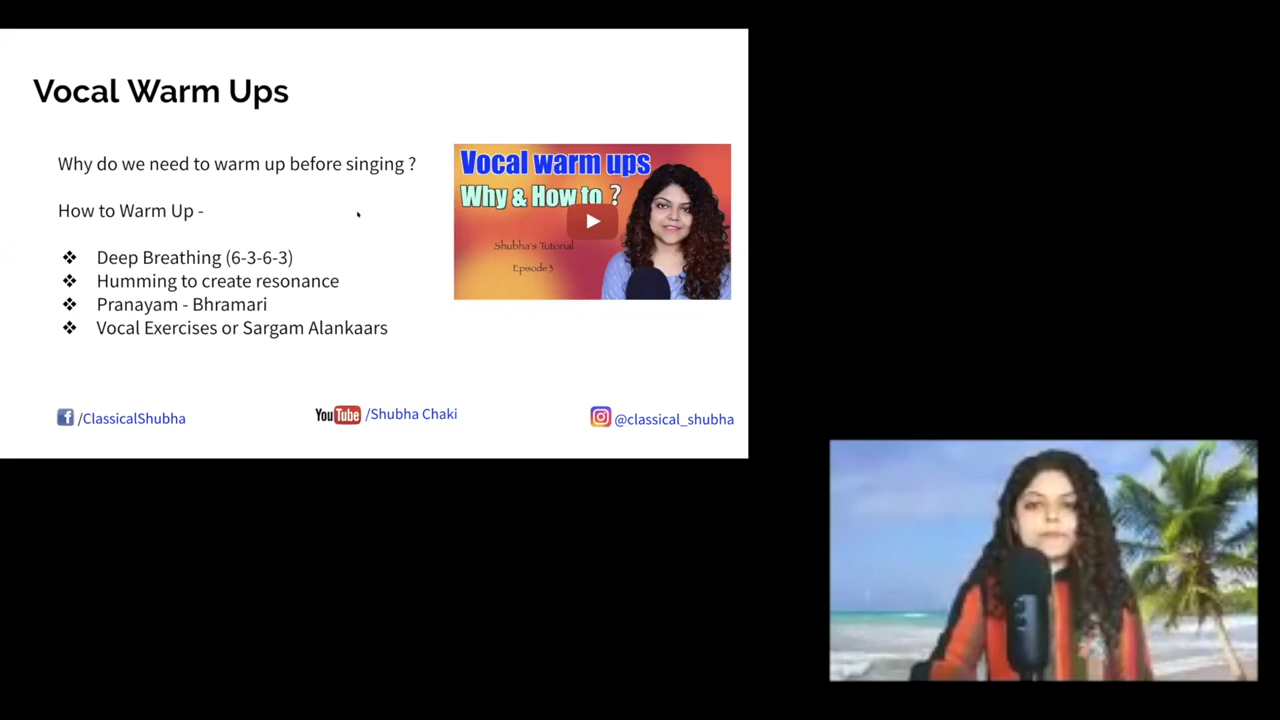 Vocal Warm Ups
Why do we need to warm up before singing ?
How to Warm Up -
❖ Deep Breathing (6-3-6-3)
❖ Humming to create resonance
❖ Pranayam - Bhramari
❖ Vocal Exercises or Sargam Alankaars
Vocal warm ups
Why & How to ?
Shubha's Tutorial
Episode 3
/ClassicalShubha
YouTube /Shubha Chaki
@classical_shubha